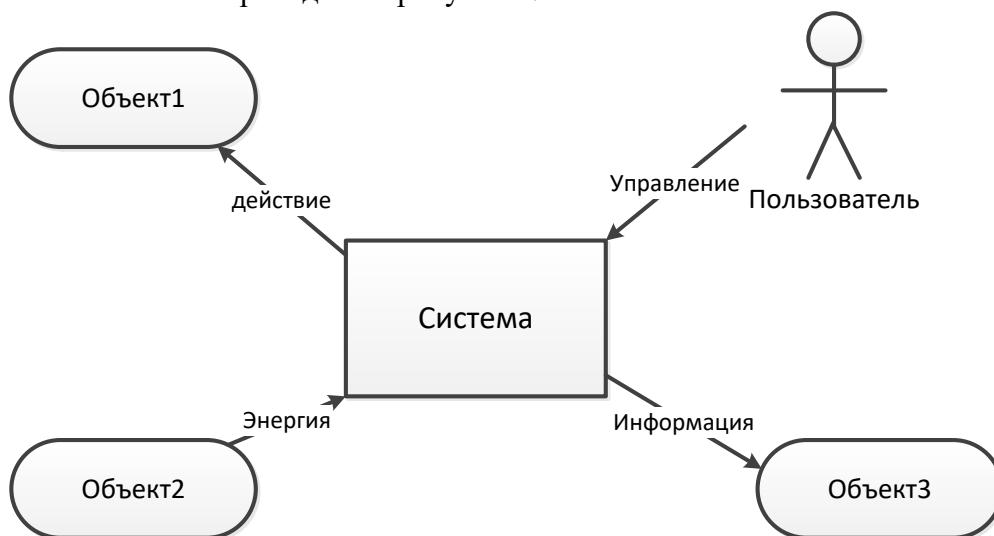 Объект1
действие
Управление
Пользователь
Система
Энергия
Информация
Объект2
Объект3